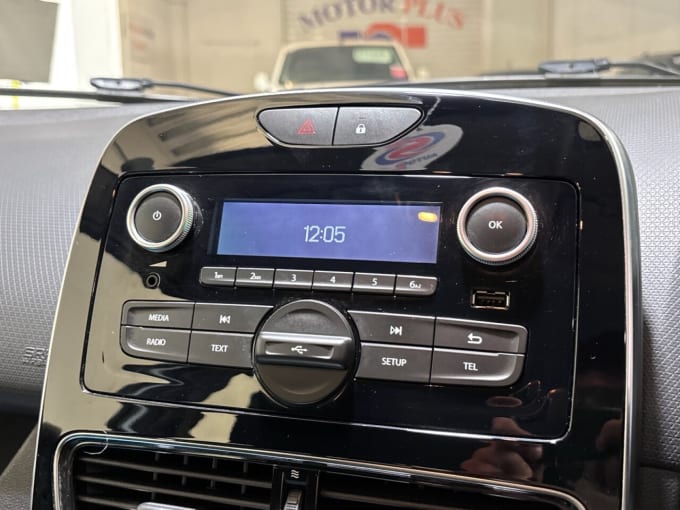 MOTOR PLUS
12:05
OK
1 2 3 4 5 6
MEDIA
RADIO TEXT SETUP TEL